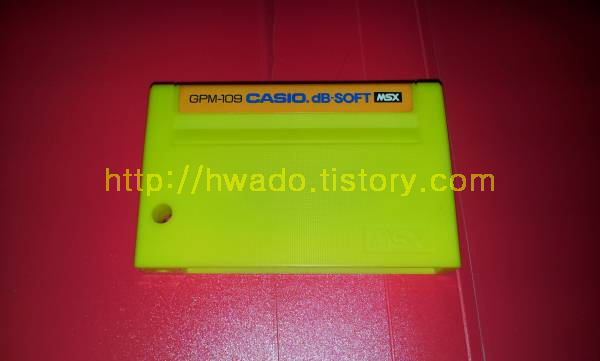 GPM-109 CASIO. dB-SOFT MSX
http://hwado.tistory.com
MSX